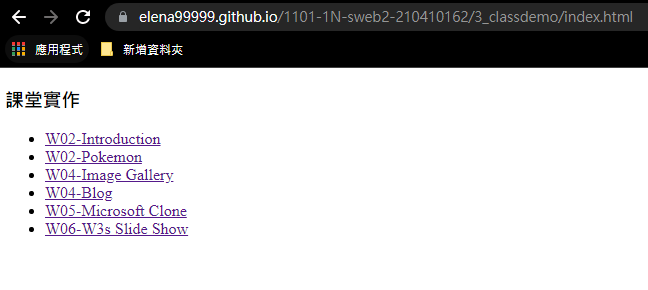 elena99999.github.io/1101-1N-sweb2-210410162/3_classdemo/index.html
應用程式 新增資料夾
課堂實作
W02-Introduction
W02-Pokemon
W04-Image Gallery
W04-Blog
W05-Microsoft Clone
W06-W3s Slide Show